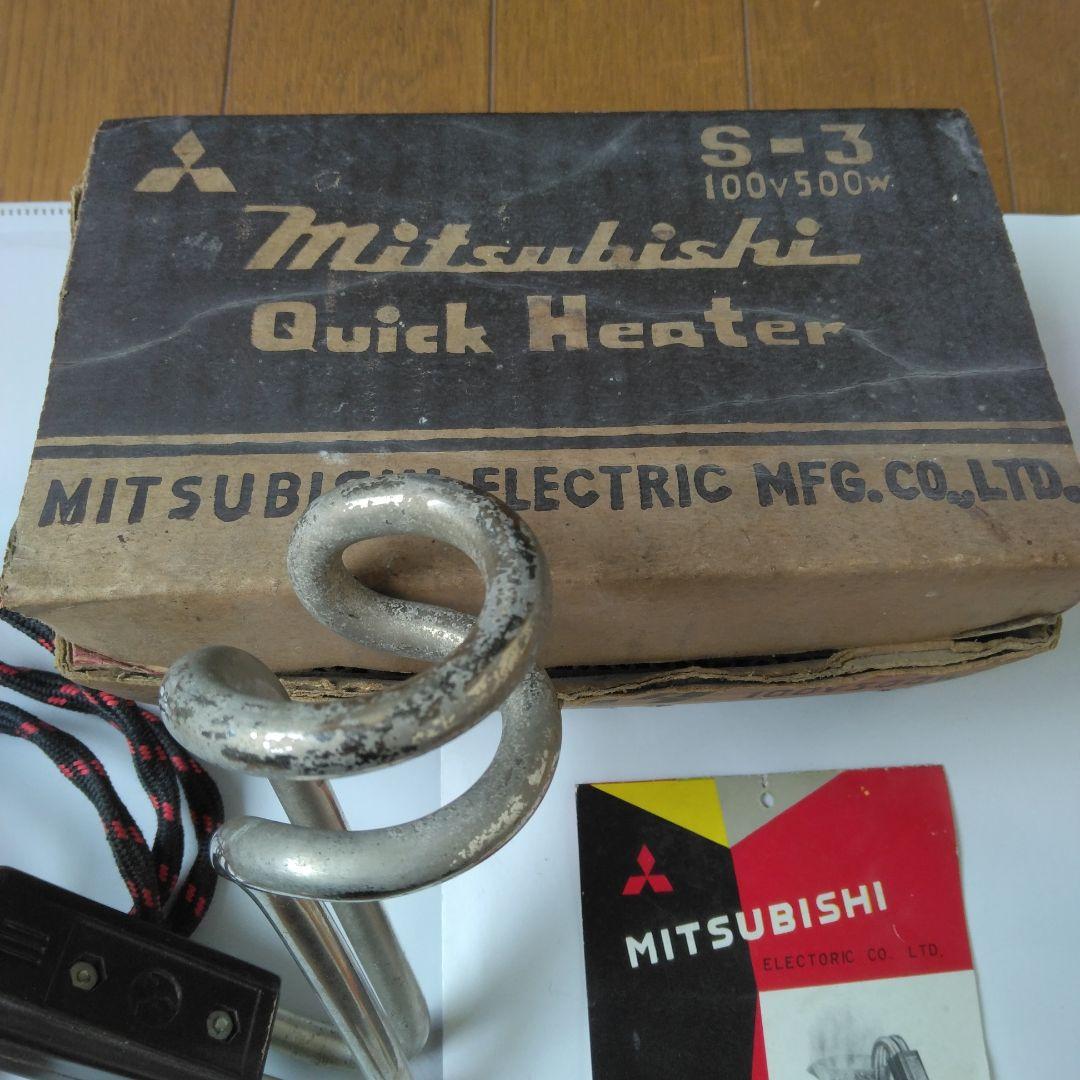 S-3
100V500W
Mitsubishi
Quick Heater
MITSUBISHI ELECTRIC MFG.CO.,LTD.
MITSUBISHI
ELECTORIC CO. LTD.